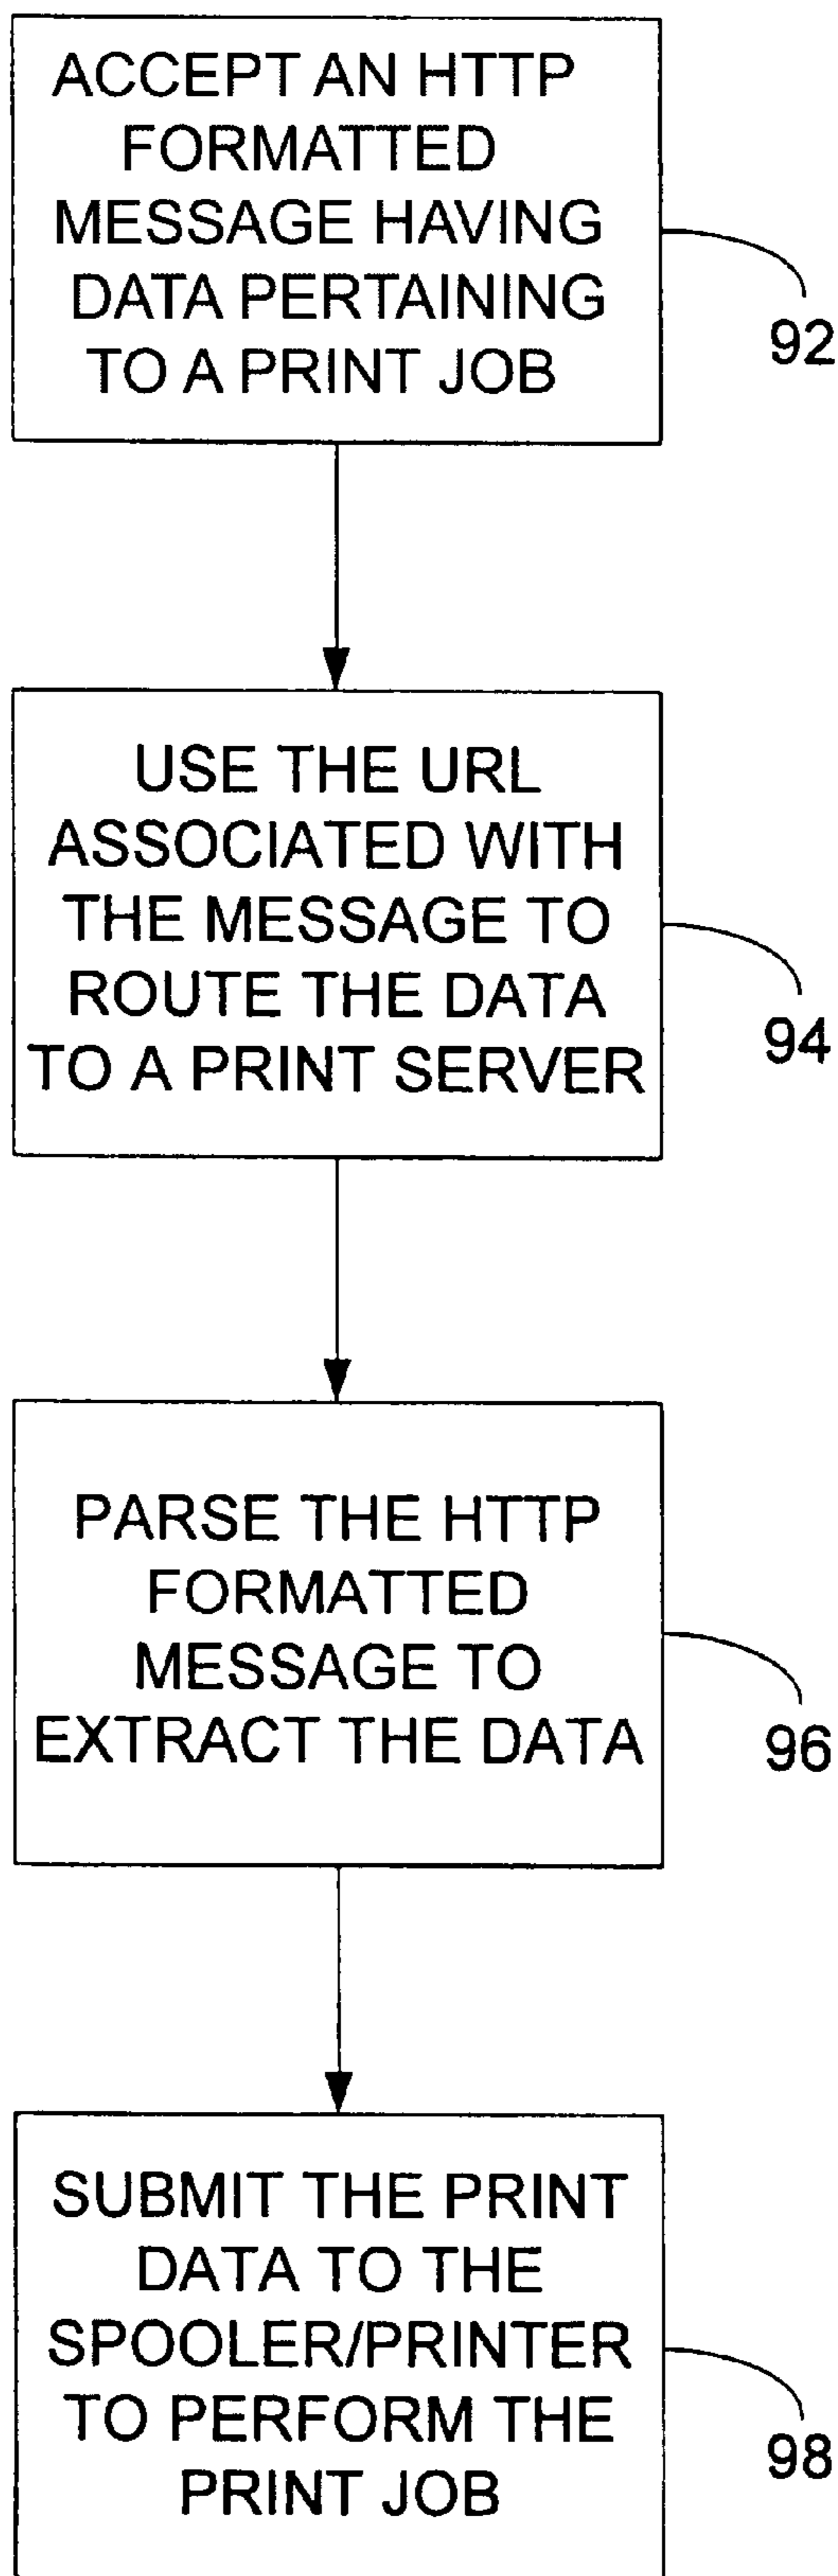 ACCEPT AN HTTP
FORMATTED
MESSAGE HAVING
DATA PERTAINING
TO A PRINT JOB
92
USE THE URL
ASSOCIATED WITH
THE MESSAGE TO
ROUTE THE DATA
TO A PRINT SERVER
94
PARSE THE HTTP
FORMATTED
MESSAGE TO
EXTRACT THE DATA
96
SUBMIT THE PRINT
DATA TO THE
SPOOLER/PRINTER
TO PERFORM THE
PRINT JOB
98